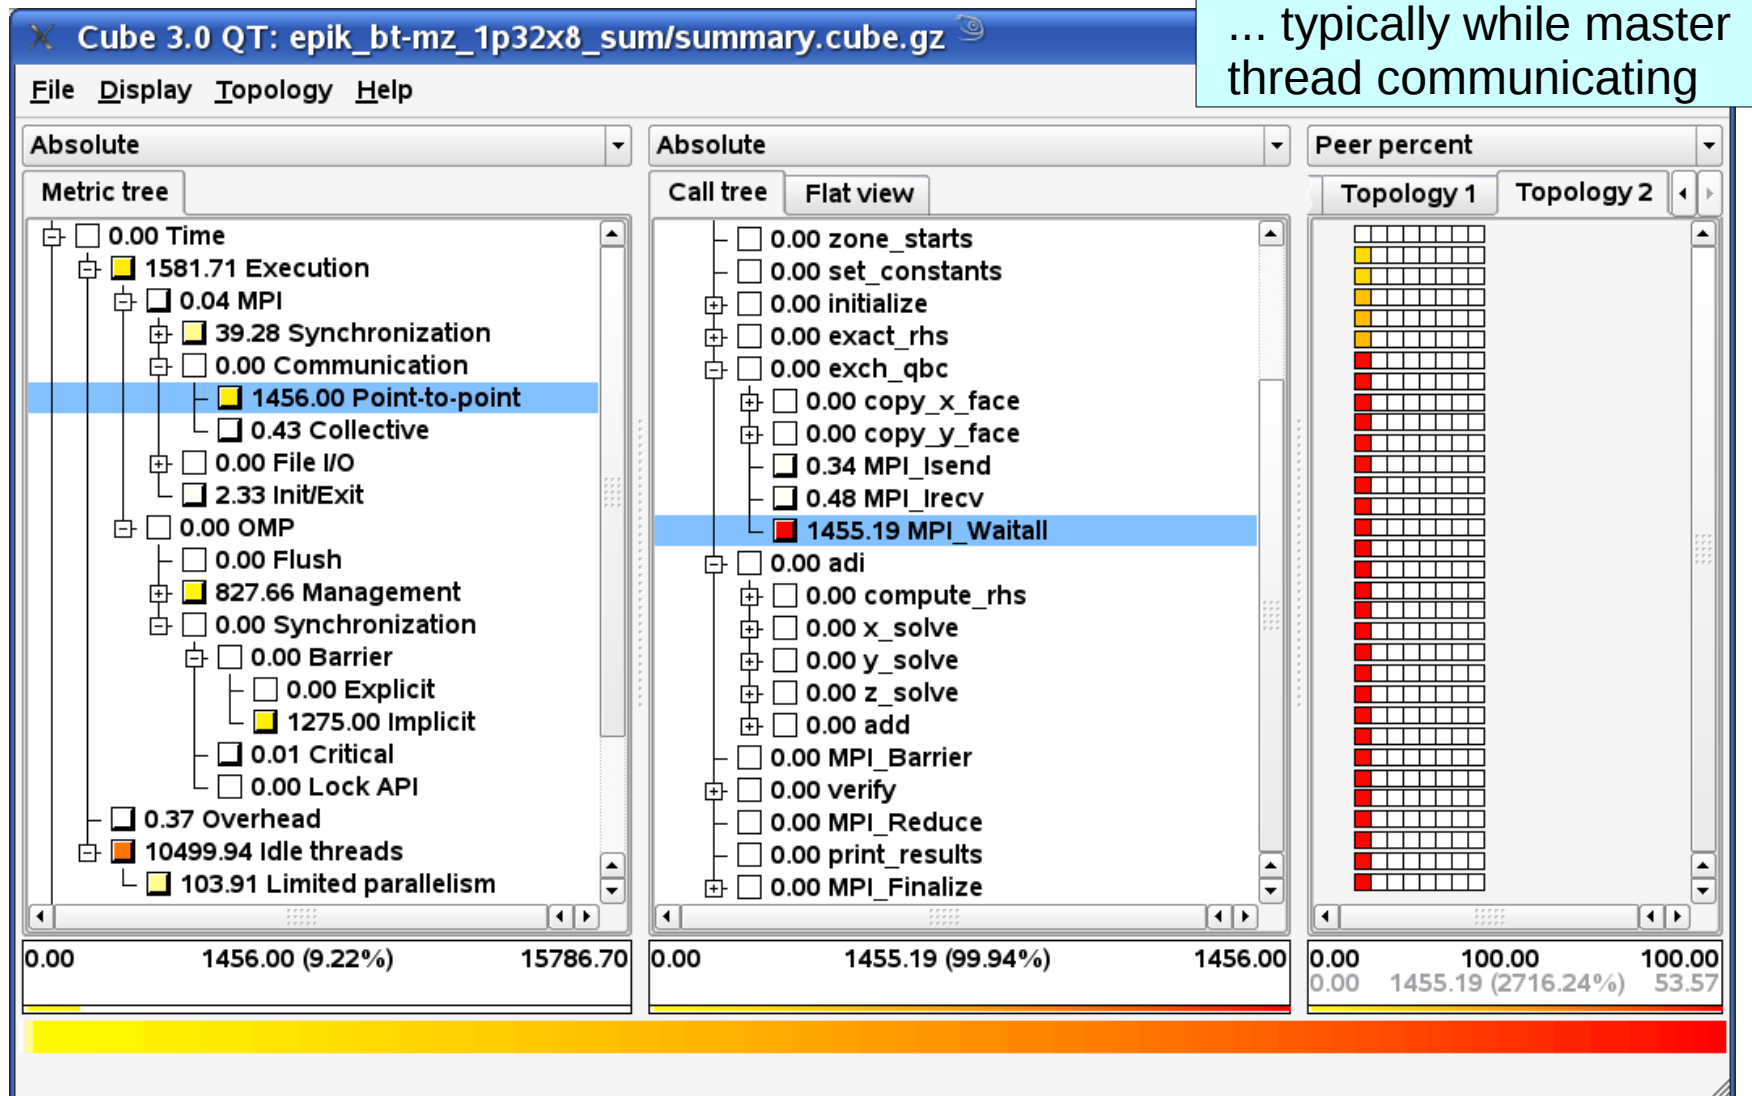 ... typically while master
thread communicating
Cube 3.0 QT: epik_bt-mz_1p32x8_sum/summary.cube.gz
File Display Topology Help
Absolute
Metric tree
0.00 Time
1581.71 Execution
0.04 MPI
39.28 Synchronization
0.00 Communication
1456.00 Point-to-point
0.43 Collective
0.00 File I/O
2.33 Init/Exit
0.00 OMP
0.00 Flush
827.66 Management
0.00 Synchronization
0.00 Barrier
0.00 Explicit
1275.00 Implicit
0.01 Critical
0.00 Lock API
0.37 Overhead
10499.94 Idle threads
103.91 Limited parallelism
0.00 1456.00 (9.22%) 15786.70
Absolute
Call tree Flat view
0.00 zone_starts
0.00 set_constants
0.00 initialize
0.00 exact_rhs
0.00 exch_qbc
0.00 copy_x_face
0.00 copy_y_face
0.34 MPI_Isend
0.48 MPI_Irecv
1455.19 MPI_Waitall
0.00 adi
0.00 compute_rhs
0.00 x_solve
0.00 y_solve
0.00 z_solve
0.00 add
0.00 MPI_Barrier
0.00 verify
0.00 MPI_Reduce
0.00 print_results
0.00 MPI_Finalize
0.00 1455.19 (99.94%) 1456.00
Peer percent
Topology 1 Topology 2
0.00 100.00 100.00
0.00 1455.19 (2716.24%) 53.57